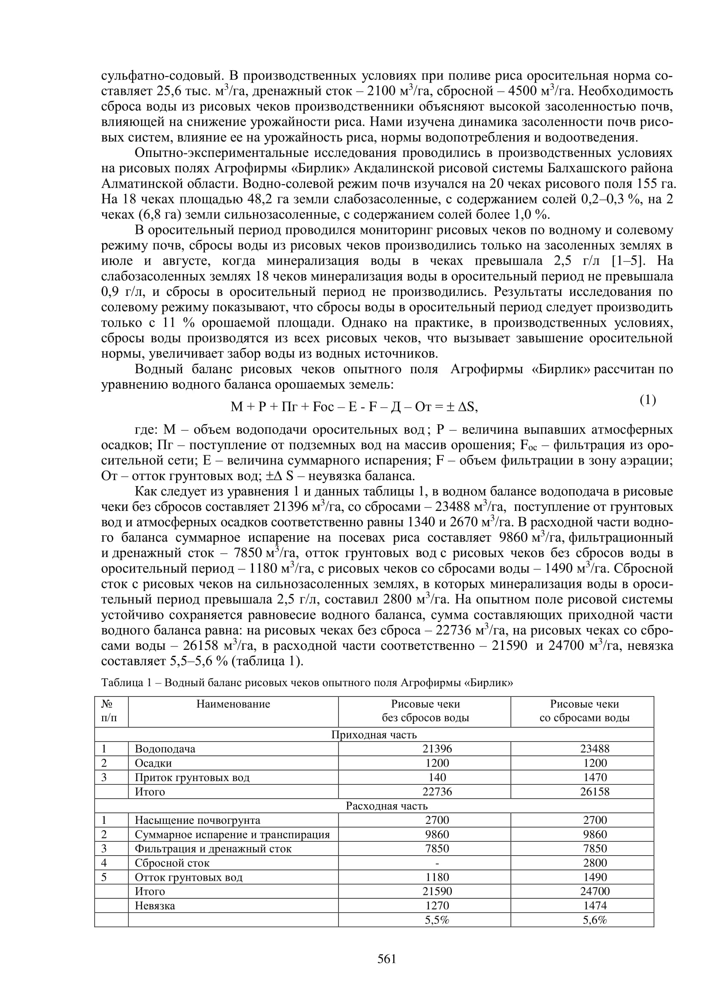 сульфатно-содовый. В производственных условиях при поливе риса оросительная норма со-
ставляет 25,6 тыс. м³/га, дренажный сток – 2100 м³/га, сбросной – 4500 м³/га. Необходимость
сброса воды из рисовых чеков производственники объясняют высокой засоленностью почв,
влияющей на снижение урожайности риса. Нами изучена динамика засоленности почв рисо-
вых систем, влияние ее на урожайность риса, нормы водопотребления и водоотведения.
Опытно-экспериментальные исследования проводились в производственных условиях
на рисовых полях Агрофирмы «Бирлик» Акдалинской рисовой системы Балхашского района
Алматинской области. Водно-солевой режим почв изучался на 20 чеках рисового поля 155 га.
На 18 чеках площадью 48,2 га земли слабозасоленные, с содержанием солей 0,2–0,3 %, на 2
чеках (6,8 га) земли сильнозасоленные, с содержанием солей более 1,0 %.
В оросительный период проводился мониторинг рисовых чеков по водному и солевому
режиму почв, сбросы воды из рисовых чеков производились только на засоленных землях в
июле и августе, когда минерализация воды в чеках превышала 2,5 г/л [1–5]. На
слабозасоленных землях 18 чеков минерализация воды в оросительный период не превышала
0,9 г/л, и сбросы в оросительный период не производились. Результаты исследования по
солевому режиму показывают, что сбросы воды в оросительный период следует производить
только с 11 % орошаемой площади. Однако на практике, в производственных условиях,
сбросы воды производятся из всех рисовых чеков, что вызывает завышение оросительной
нормы, увеличивает забор воды из водных источников.
Водный баланс рисовых чеков опытного поля Агрофирмы «Бирлик» рассчитан по
уравнению водного баланса орошаемых земель:
М + Р + Пг + Foc – Е - F – Д – От = ± ΔS, (1)
где: М – объем водоподачи оросительных вод; Р – величина выпавших атмосферных
осадков; Пг – поступление от подземных вод на массив орошения; Fос – фильтрация из оро-
сительной сети; Е – величина суммарного испарения; F – объем фильтрации в зону аэрации;
От – отток грунтовых вод; ±Δ S – неувязка баланса.
Как следует из уравнения 1 и данных таблицы 1, в водном балансе водоподача в рисовые
чеки без сбросов составляет 21396 м³/га, со сбросами – 23488 м³/га, поступление от грунтовых
вод и атмосферных осадков соответственно равны 1340 и 2670 м³/га. В расходной части водно-
го баланса суммарное испарение на посевах риса составляет 9860 м³/га, фильтрационный
и дренажный сток – 7850 м³/га, отток грунтовых вод с рисовых чеков без сбросов воды в
оросительный период – 1180 м³/га, с рисовых чеков со сбросами воды – 1490 м³/га. Сбросной
сток с рисовых чеков на сильнозасоленных землях, в которых минерализация воды в ороси-
тельный период превышала 2,5 г/л, составил 2800 м³/га. На опытном поле рисовой системы
устойчиво сохраняется равновесие водного баланса, сумма составляющих приходной части
водного баланса равна: на рисовых чеках без сброса – 22736 м³/га, на рисовых чеках со сбро-
сами воды – 26158 м³/га, в расходной части соответственно – 21590 и 24700 м³/га, невязка
составляет 5,5–5,6 % (таблица 1).
Таблица 1 – Водный баланс рисовых чеков опытного поля Агрофирмы «Бирлик»
№ Наименование Рисовые чеки Рисовые чеки
п/п без сбросов воды со сбросами воды
Приходная часть
1 Водоподача 21396 23488
2 Осадки 1200 1200
3 Приток грунтовых вод 140 1470
Итого 22736 26158
Расходная часть
1 Насыщение почвогрунта 2700 2700
2 Суммарное испарение и транспирация 9860 9860
3 Фильтрация и дренажный сток 7850 7850
4 Сбросной сток - 2800
5 Отток грунтовых вод 1180 1490
Итого 21590 24700
Невязка 1270 1474
5,5% 5,6%
561